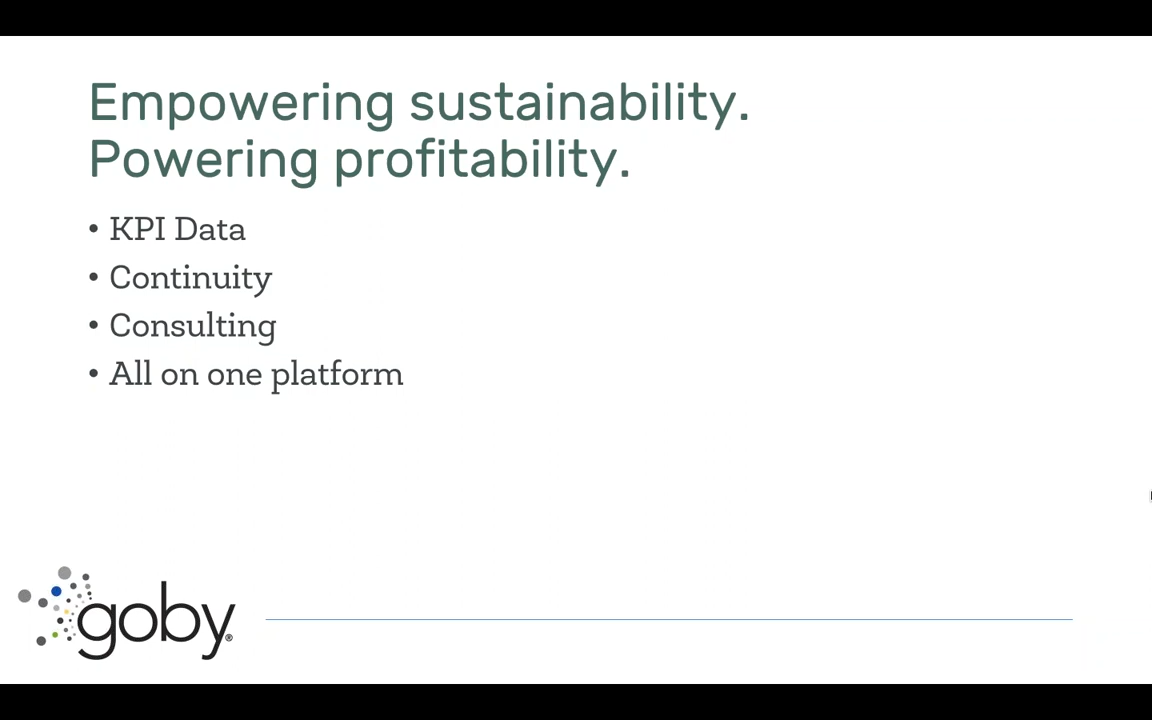 Empowering sustainability.
Powering profitability.
• KPI Data
• Continuity
• Consulting
• All on one platform
goby®